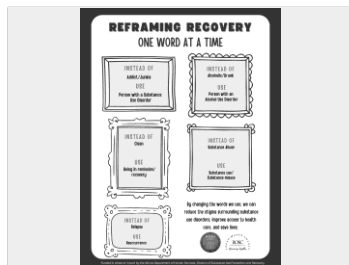 REFRAMING RECOVERY
ONE WORD AT A TIME
INSTEAD OF
Addict/Junkie
USE
Person with a Substance
Use Disorder
INSTEAD OF
Alcoholic/Drunk
USE
Person with an
Alcohol Use Disorder
INSTEAD OF
Clean
USE
Being in remission/
recovery
INSTEAD OF
Substance Abuse
USE
Substance use/
Substance misuse
INSTEAD OF
Relapse
USE
Reoccurrence
By changing the words we use, we can
reduce the stigma surrounding substance
use disorders, improve access to health
care, and save lives.